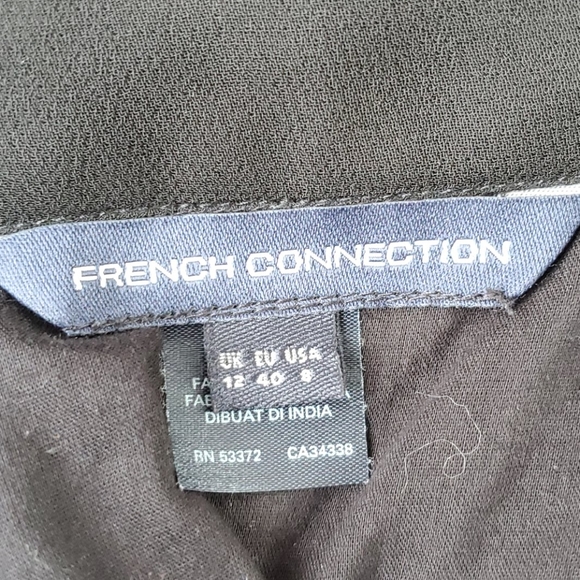 FRENCH CONNECTION
UK EU USA
12 40 8
DIBUAT DI INDIA
RN 53372 CA34338